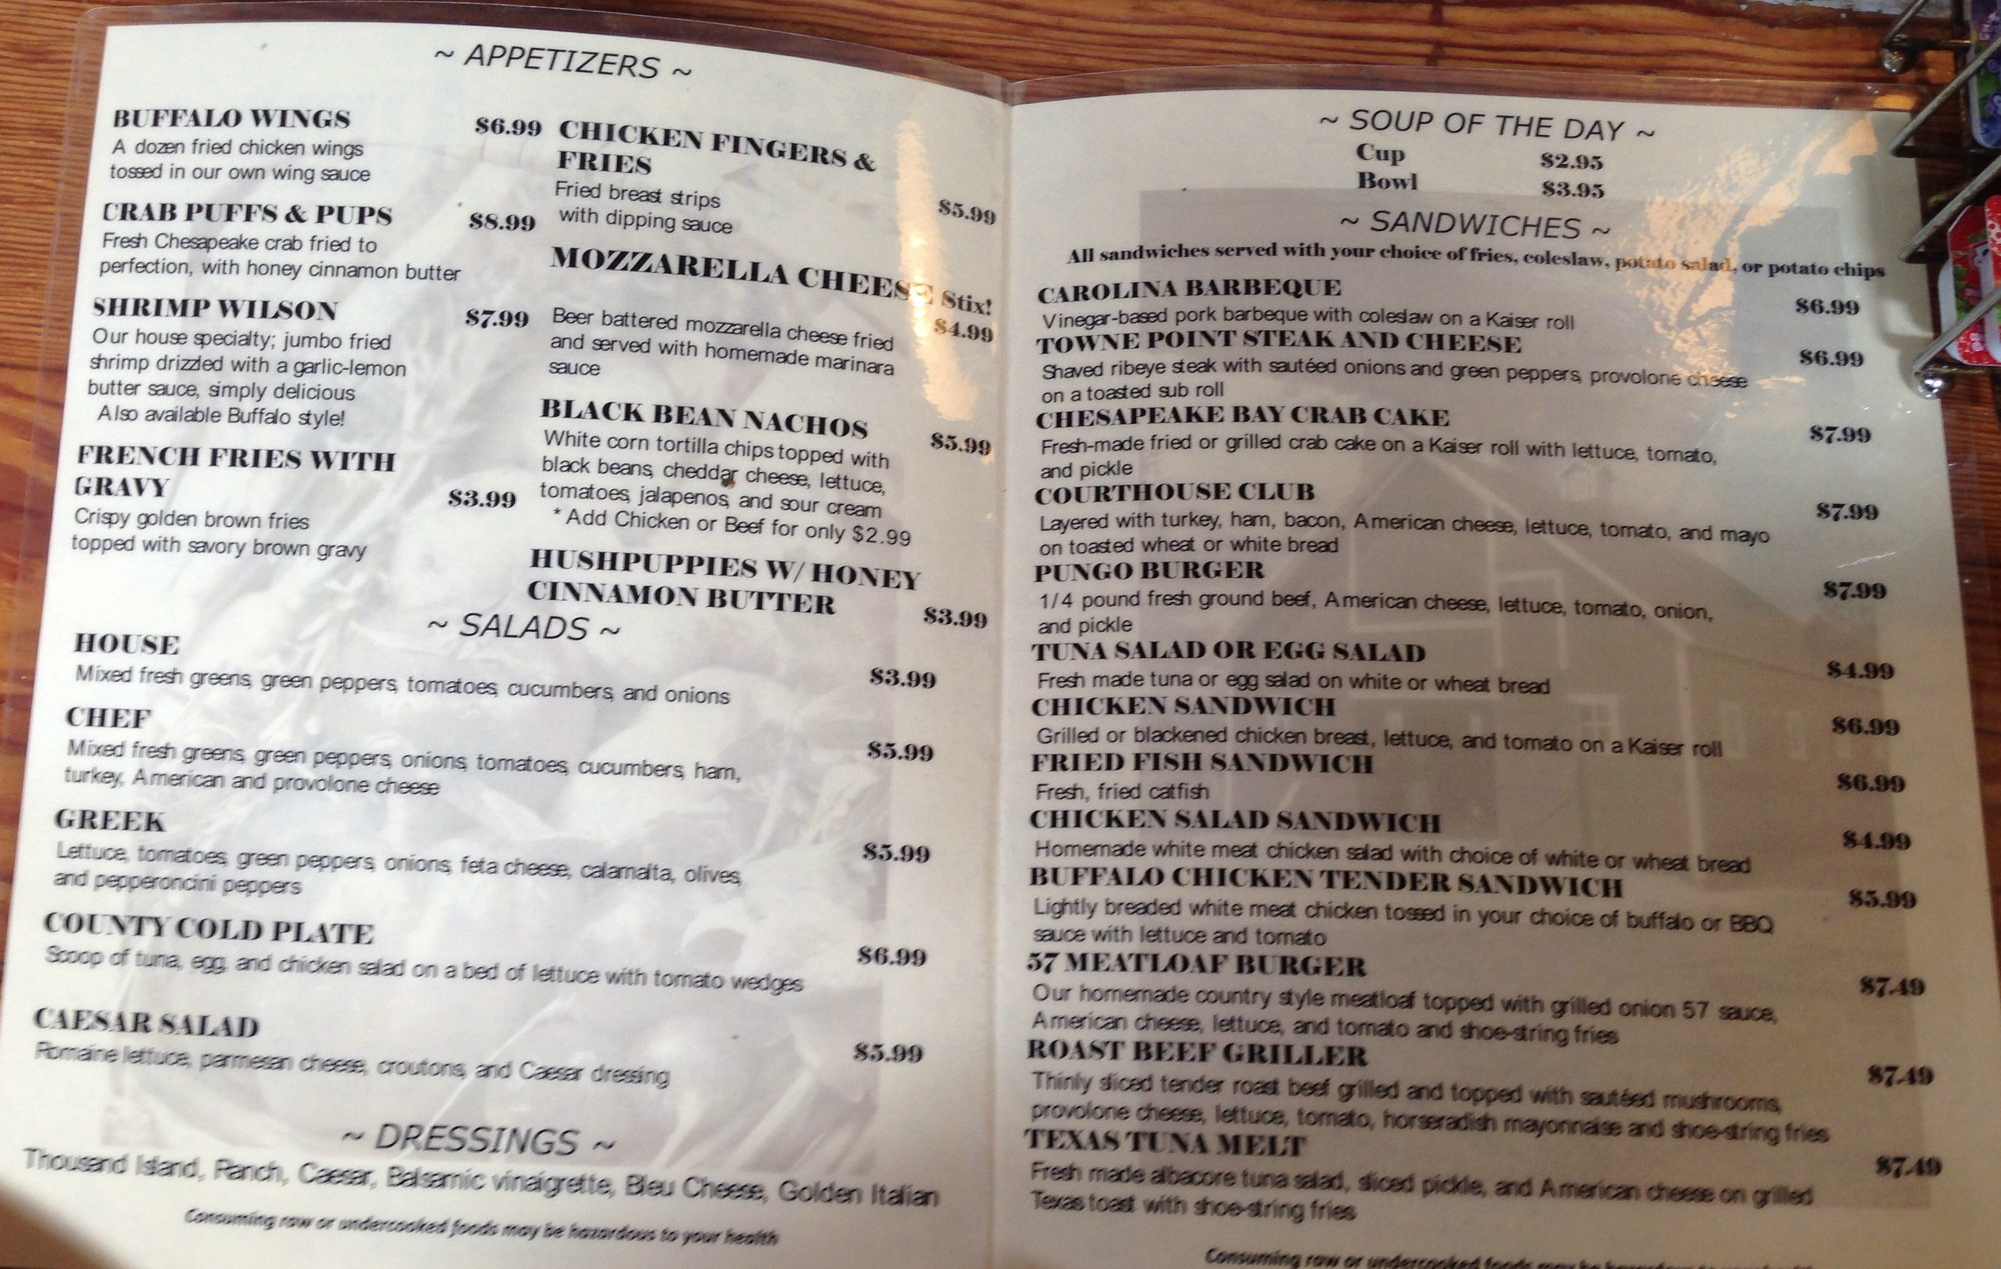 ~ APPETIZERS ~
BUFFALO WINGS $6.99
A dozen fried chicken wings
tossed in our own wing sauce
CRAB PUFFS & PUPS $8.99
Fresh Chesapeake crab fried to
perfection, with honey cinnamon butter
SHRIMP WILSON $7.99
Our house specialty; jumbo fried
shrimp drizzled with a garlic-lemon
butter sauce, simply delicious
Also available Buffalo style!
FRENCH FRIES WITH
GRAVY $3.99
Crispy golden brown fries
topped with savory brown gravy
CHICKEN FINGERS &
FRIES
Fried breast strips $5.99
with dipping sauce
MOZZARELLA CHEESE Stix!
Beer battered mozzarella cheese fried $4.99
and served with homemade marinara
sauce
BLACK BEAN NACHOS $5.99
White corn tortilla chips topped with
black beans, cheddar cheese, lettuce,
tomatoes, jalapenos, and sour cream
* Add Chicken or Beef for only $2.99
HUSHPUPPIES W/ HONEY
CINNAMON BUTTER $3.99
~ SALADS ~
HOUSE $3.99
Mixed fresh greens, green peppers, tomatoes, cucumbers, and onions
CHEF $5.99
Mixed fresh greens, green peppers, onions, tomatoes, cucumbers, ham,
turkey, American and provolone cheese
GREEK $5.99
Lettuce, tomatoes, green peppers, onions, feta cheese, calamalta, olives,
and pepperoncini peppers
COUNTY COLD PLATE $6.99
Scoop of tuna, egg, and chicken salad on a bed of lettuce with tomato wedges
CAESAR SALAD $5.99
Romaine lettuce, parmesan cheese, croutons, and Caesar dressing
~ DRESSINGS ~
Thousand Island, Ranch, Caesar, Balsamic vinaigrette, Bleu Cheese, Golden Italian
Consuming raw or undercooked foods may be hazardous to your health
~ SOUP OF THE DAY ~
Cup $2.95
Bowl $3.95
~ SANDWICHES ~
All sandwiches served with your choice of fries, coleslaw, potato salad, or potato chips
CAROLINA BARBEQUE $6.99
Vinegar-based pork barbeque with coleslaw on a Kaiser roll
TOWNE POINT STEAK AND CHEESE $6.99
Shaved ribeye steak with sautéed onions and green peppers, provolone cheese
on a toasted sub roll
CHESAPEAKE BAY CRAB CAKE $7.99
Fresh-made fried or grilled crab cake on a Kaiser roll with lettuce, tomato,
and pickle
COURTHOUSE CLUB $7.99
Layered with turkey, ham, bacon, American cheese, lettuce, tomato, and mayo
on toasted wheat or white bread
PUNGO BURGER $7.99
1/4 pound fresh ground beef, American cheese, lettuce, tomato, onion,
and pickle
TUNA SALAD OR EGG SALAD $4.99
Fresh made tuna or egg salad on white or wheat bread
CHICKEN SANDWICH $6.99
Grilled or blackened chicken breast, lettuce, and tomato on a Kaiser roll
FRIED FISH SANDWICH $6.99
Fresh, fried catfish
CHICKEN SALAD SANDWICH $4.99
Homemade white meat chicken salad with choice of white or wheat bread
BUFFALO CHICKEN TENDER SANDWICH $5.99
Lightly breaded white meat chicken tossed in your choice of buffalo or BBQ
sauce with lettuce and tomato
57 MEATLOAF BURGER $7.49
Our homemade country style meatloaf topped with grilled onion 57 sauce,
American cheese, lettuce, and tomato and shoe-string fries
ROAST BEEF GRILLER $7.49
Thinly sliced tender roast beef grilled and topped with sautéed mushrooms,
provolone cheese, lettuce, tomato, horseradish mayonnaise and shoe-string fries
TEXAS TUNA MELT $7.49
Fresh made albacore tuna salad, sliced pickle, and American cheese on grilled
Texas toast with shoe-string fries
Consuming raw or undercooked foods may be